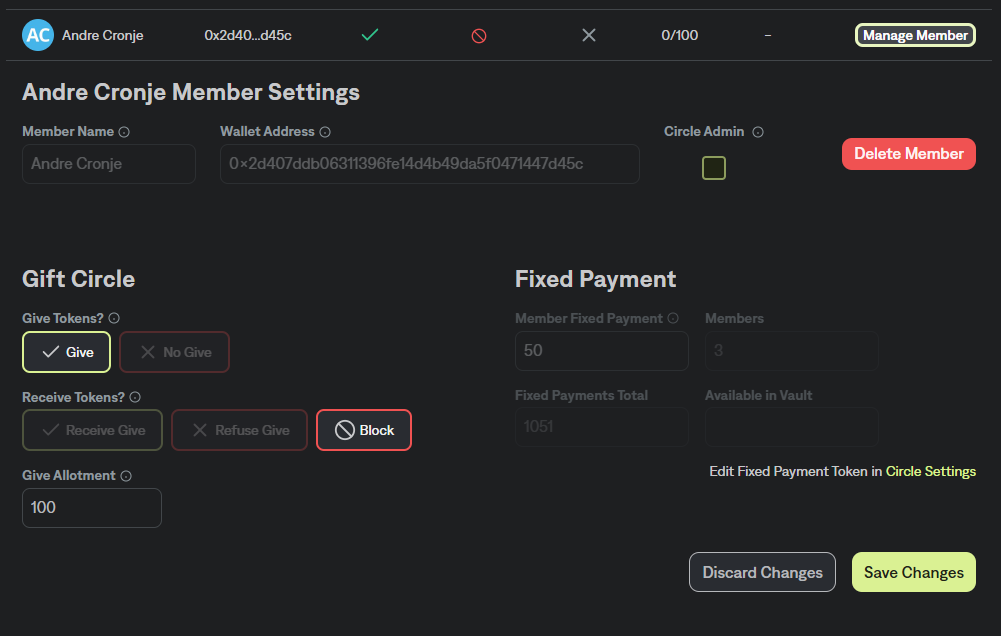 AC Andre Cronje 0x2d40...d45c 0/100 – Manage Member
Andre Cronje Member Settings
Member Name Wallet Address Circle Admin
Andre Cronje 0×2d407ddb06311396fe14d4b49da5f0471447d45c Delete Member
Gift Circle Fixed Payment
Give Tokens? Member Fixed Payment Members
Give No Give 50 3
Receive Tokens? Fixed Payments Total Available in Vault
Receive Give Refuse Give Block 1051
Give Allotment Edit Fixed Payment Token in Circle Settings
100
Discard Changes Save Changes